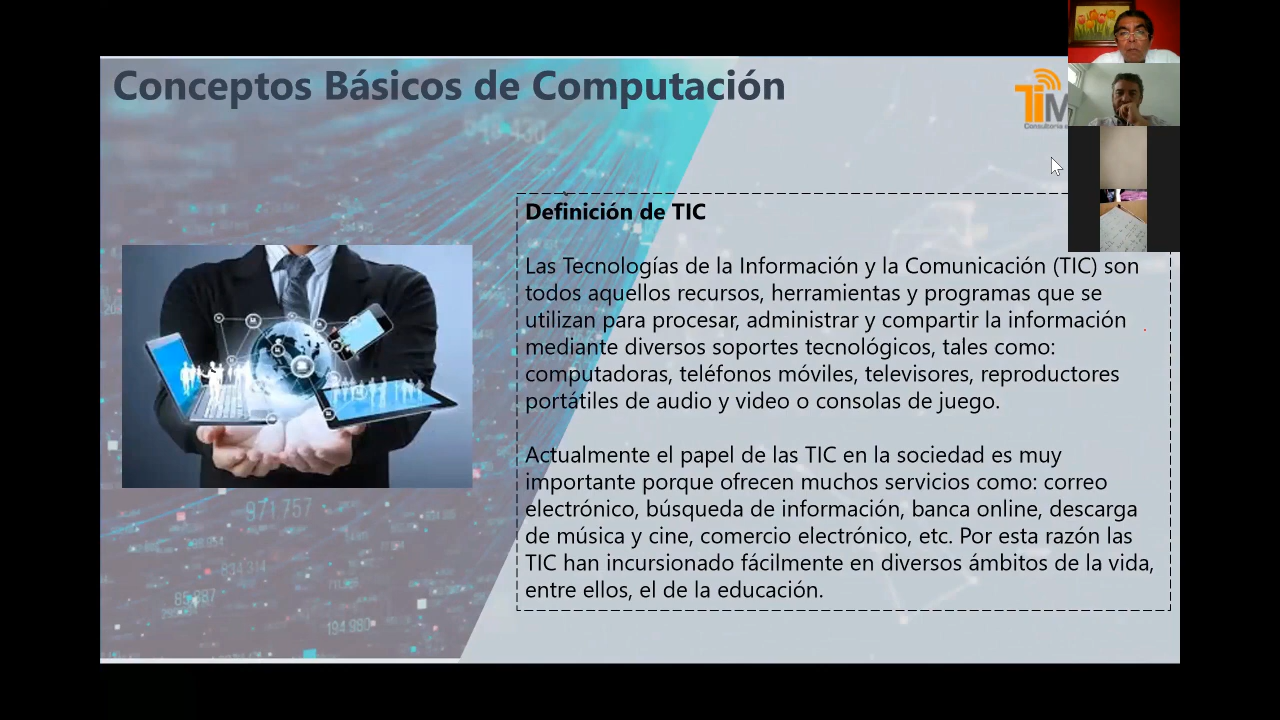 Conceptos Básicos de Computación
TiM
Consultoría
Definición de TIC
Las Tecnologías de la Información y la Comunicación (TIC) son
todos aquellos recursos, herramientas y programas que se
utilizan para procesar, administrar y compartir la información
mediante diversos soportes tecnológicos, tales como:
computadoras, teléfonos móviles, televisores, reproductores
portátiles de audio y video o consolas de juego.
Actualmente el papel de las TIC en la sociedad es muy
importante porque ofrecen muchos servicios como: correo
electrónico, búsqueda de información, banca online, descarga
de música y cine, comercio electrónico, etc. Por esta razón las
TIC han incursionado fácilmente en diversos ámbitos de la vida,
entre ellos, el de la educación.
971757
194.980